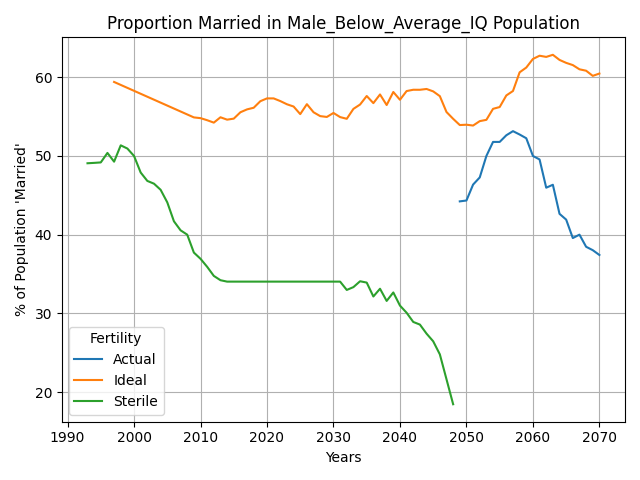 Proportion Married in Male_Below_Average_IQ Population
% of Population 'Married'
60
50
40
30
20
Fertility
Actual
Ideal
Sterile
1990 2000 2010 2020 2030 2040 2050 2060 2070
Years